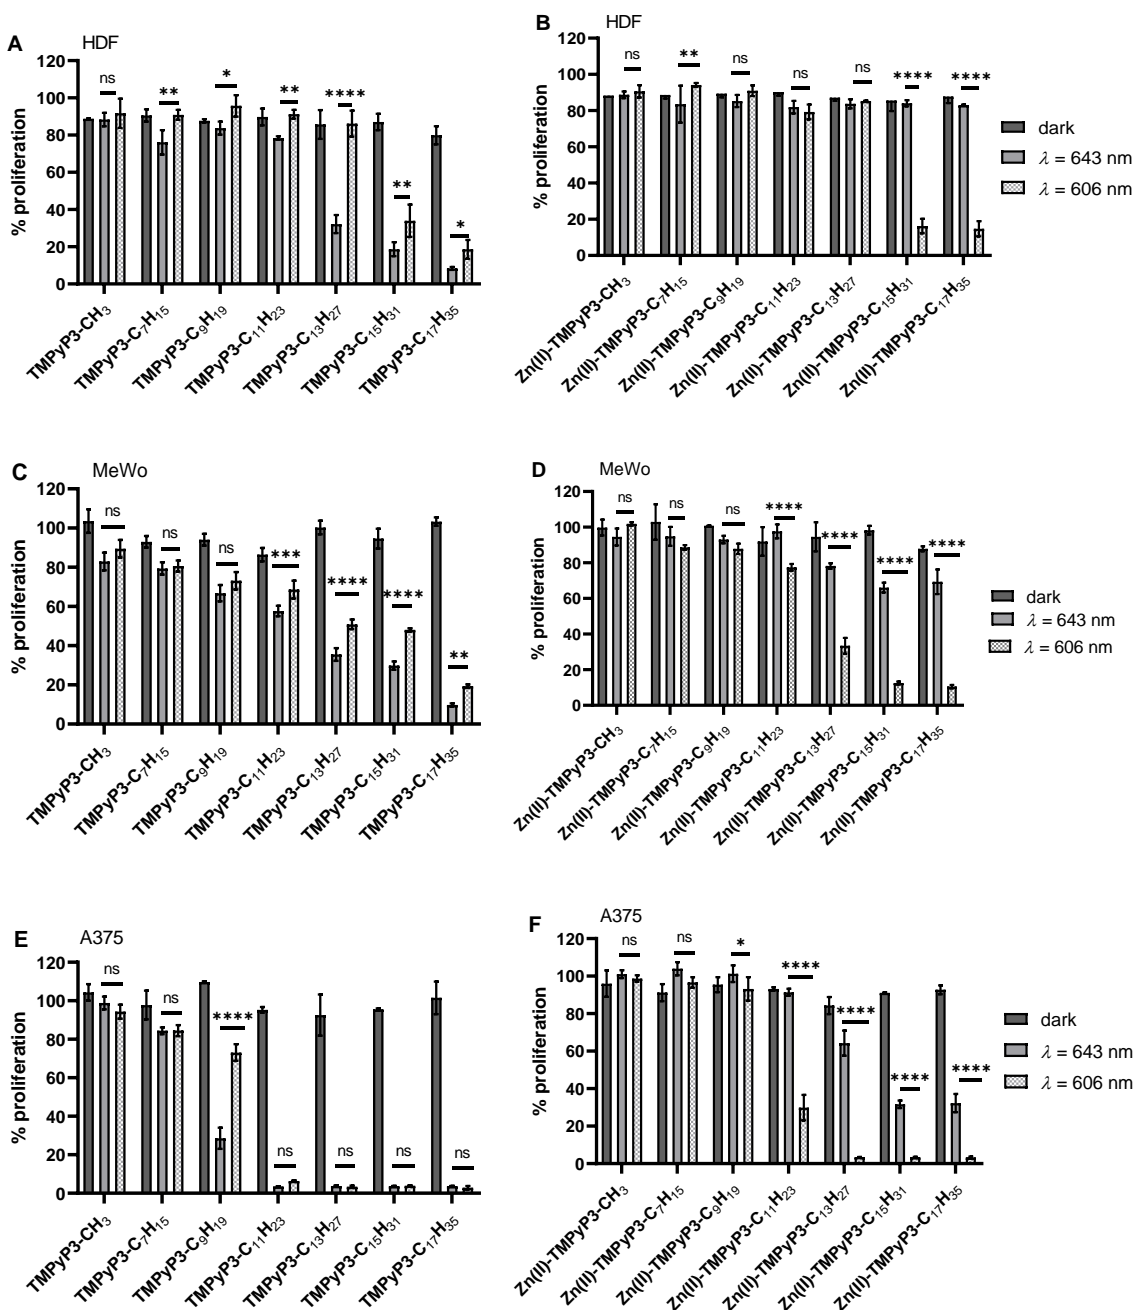 A
HDF
% proliferation
120
100
80
60
40
20
0
ns
**
*
**
****
**
*
TMPyP3-CH₃
TMPyP3-C₇H₁₅
TMPyP3-C₉H₁₉
TMPyP3-C₁₁H₂₃
TMPyP3-C₁₃H₂₇
TMPyP3-C₁₅H₃₁
TMPyP3-C₁₇H₃₅
B
HDF
% proliferation
120
100
80
60
40
20
0
ns
**
ns
ns
ns
****
****
Zn(II)-TMPyP3-CH₃
Zn(II)-TMPyP3-C₇H₁₅
Zn(II)-TMPyP3-C₉H₁₉
Zn(II)-TMPyP3-C₁₁H₂₃
Zn(II)-TMPyP3-C₁₃H₂₇
Zn(II)-TMPyP3-C₁₅H₃₁
Zn(II)-TMPyP3-C₁₇H₃₅
dark
λ = 643 nm
λ = 606 nm
C
MeWo
% proliferation
120
100
80
60
40
20
0
ns
ns
ns
***
****
****
**
TMPyP3-CH₃
TMPyP3-C₇H₁₅
TMPyP3-C₉H₁₉
TMPyP3-C₁₁H₂₃
TMPyP3-C₁₃H₂₇
TMPyP3-C₁₅H₃₁
TMPyP3-C₁₇H₃₅
D
MeWo
% proliferation
120
100
80
60
40
20
0
ns
ns
ns
****
****
****
****
Zn(II)-TMPyP3-CH₃
Zn(II)-TMPyP3-C₇H₁₅
Zn(II)-TMPyP3-C₉H₁₉
Zn(II)-TMPyP3-C₁₁H₂₃
Zn(II)-TMPyP3-C₁₃H₂₇
Zn(II)-TMPyP3-C₁₅H₃₁
Zn(II)-TMPyP3-C₁₇H₃₅
dark
λ = 643 nm
λ = 606 nm
E
A375
% proliferation
120
100
80
60
40
20
0
ns
ns
****
ns
ns
ns
ns
TMPyP3-CH₃
TMPyP3-C₇H₁₅
TMPyP3-C₉H₁₉
TMPyP3-C₁₁H₂₃
TMPyP3-C₁₃H₂₇
TMPyP3-C₁₅H₃₁
TMPyP3-C₁₇H₃₅
F
A375
% proliferation
120
100
80
60
40
20
0
ns
ns
*
****
****
****
****
Zn(II)-TMPyP3-CH₃
Zn(II)-TMPyP3-C₇H₁₅
Zn(II)-TMPyP3-C₉H₁₉
Zn(II)-TMPyP3-C₁₁H₂₃
Zn(II)-TMPyP3-C₁₃H₂₇
Zn(II)-TMPyP3-C₁₅H₃₁
Zn(II)-TMPyP3-C₁₇H₃₅
dark
λ = 643 nm
λ = 606 nm